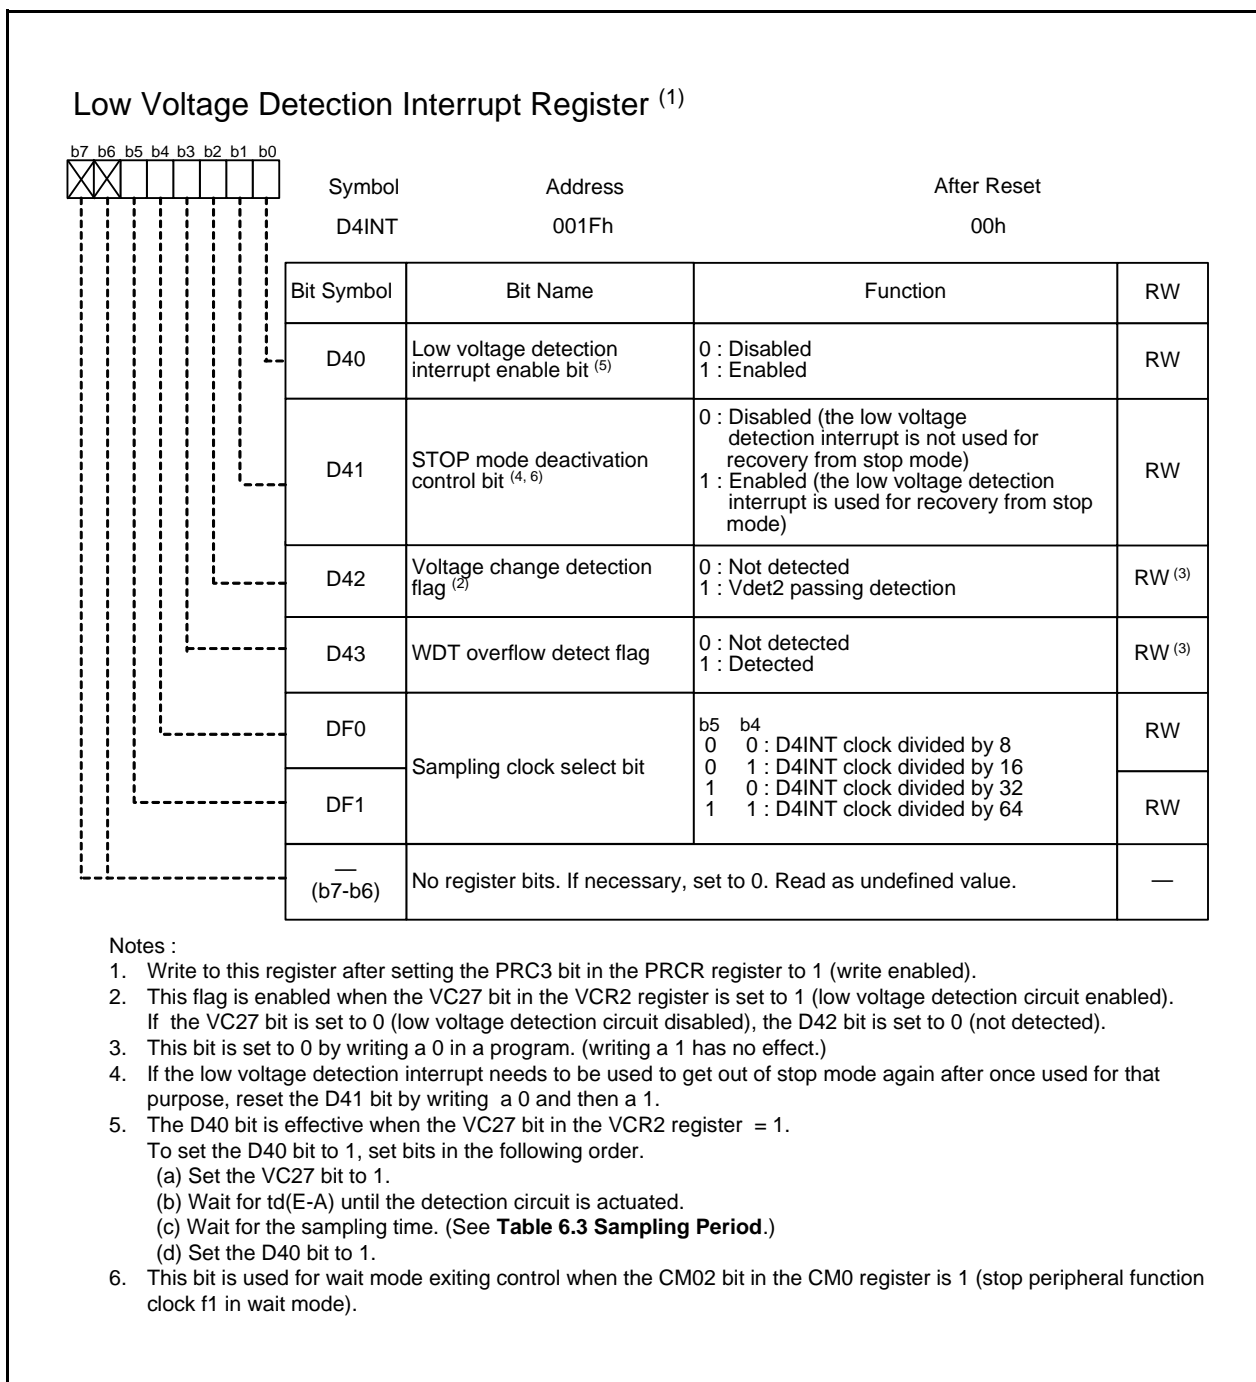 Low Voltage Detection Interrupt Register (1)
b7 b6 b5 b4 b3 b2 b1 b0
Symbol Address After Reset
D4INT 001Fh 00h
Bit Symbol Bit Name Function RW
D40 Low voltage detection interrupt enable bit (5) 0 : Disabled
1 : Enabled RW
D41 STOP mode deactivation control bit (4, 6) 0 : Disabled (the low voltage
detection interrupt is not used for
recovery from stop mode)
1 : Enabled (the low voltage detection
interrupt is used for recovery from stop
mode) RW
D42 Voltage change detection flag (2) 0 : Not detected
1 : Vdet2 passing detection RW (3)
D43 WDT overflow detect flag 0 : Not detected
1 : Detected RW (3)
DF0 RW
DF1 RW
Sampling clock select bit
b5 b4
0 0 : D4INT clock divided by 8
0 1 : D4INT clock divided by 16
1 0 : D4INT clock divided by 32
1 1 : D4INT clock divided by 64
— (b7-b6) No register bits. If necessary, set to 0. Read as undefined value. —
Notes :
1. Write to this register after setting the PRC3 bit in the PRCR register to 1 (write enabled).
2. This flag is enabled when the VC27 bit in the VCR2 register is set to 1 (low voltage detection circuit enabled).
If the VC27 bit is set to 0 (low voltage detection circuit disabled), the D42 bit is set to 0 (not detected).
3. This bit is set to 0 by writing a 0 in a program. (writing a 1 has no effect.)
4. If the low voltage detection interrupt needs to be used to get out of stop mode again after once used for that
purpose, reset the D41 bit by writing a 0 and then a 1.
5. The D40 bit is effective when the VC27 bit in the VCR2 register = 1.
To set the D40 bit to 1, set bits in the following order.
(a) Set the VC27 bit to 1.
(b) Wait for td(E-A) until the detection circuit is actuated.
(c) Wait for the sampling time. (See Table 6.3 Sampling Period.)
(d) Set the D40 bit to 1.
6. This bit is used for wait mode exiting control when the CM02 bit in the CM0 register is 1 (stop peripheral function
clock f1 in wait mode).